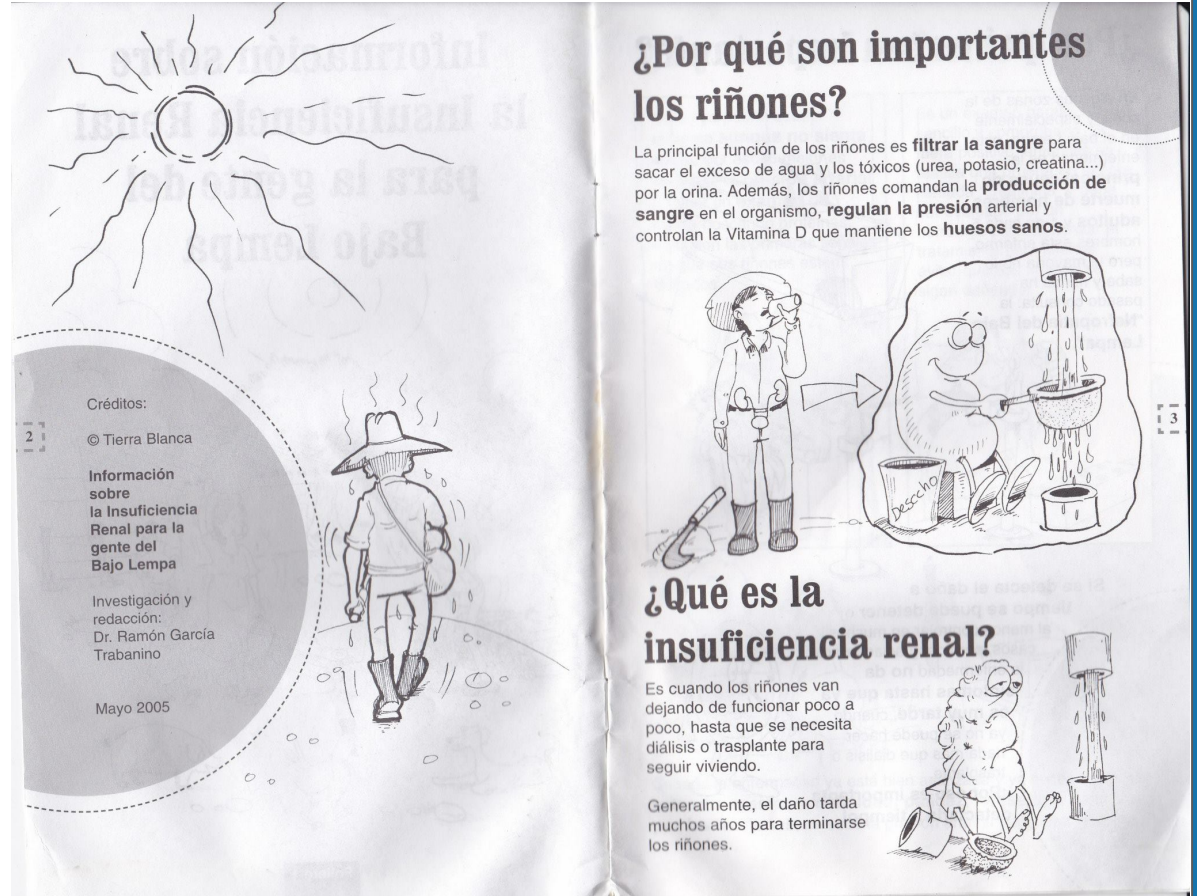 2
Créditos:
© Tierra Blanca
Información
sobre
la Insuficiencia
Renal para la
gente del
Bajo Lempa
Investigación y
redacción:
Dr. Ramón García
Trabanino
Mayo 2005
¿Por qué son importantes
los riñones?
La principal función de los riñones es filtrar la sangre para
sacar el exceso de agua y los tóxicos (urea, potasio, creatina...)
por la orina. Además, los riñones comandan la producción de
sangre en el organismo, regulan la presión arterial y
controlan la Vitamina D que mantiene los huesos sanos.
Desecho
3
¿Qué es la
insuficiencia renal?
Es cuando los riñones van
dejando de funcionar poco a
poco, hasta que se necesita
diálisis o trasplante para
seguir viviendo.
Generalmente, el daño tarda
muchos años para terminarse
los riñones.